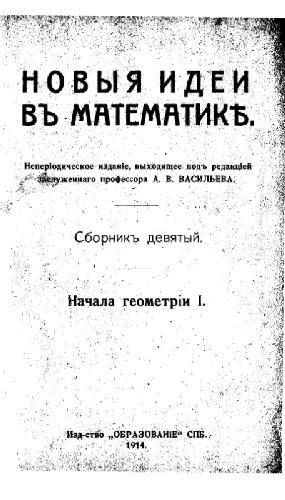 НОВЫЯ ИДЕИ
ВЪ МАТЕМАТИКѢ.
Неперіодическое изданіе, выходящее подъ редакціей
заслуженнаго профессора А. В. ВАСИЛЬЕВА.
Сборникъ девятый.
Начала геометріи I.
Изд-ство „ОБРАЗОВАНІЕ" СПБ.
1914.